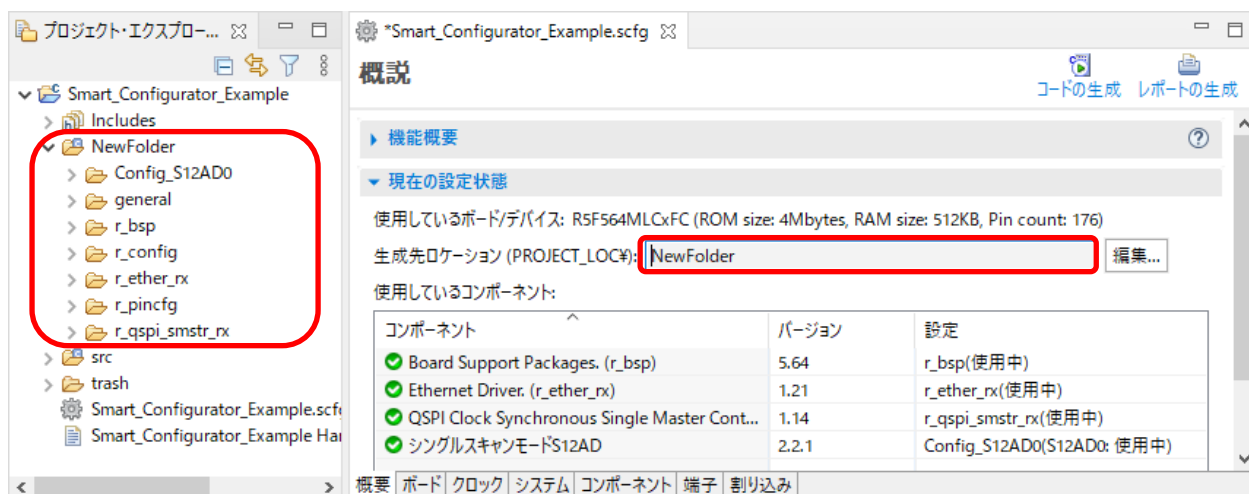 プロジェクト・エクスプロー...
Smart_Configurator_Example
Includes
NewFolder
Config_S12AD0
general
r_bsp
r_config
r_ether_rx
r_pincfg
r_qspi_smstr_rx
src
trash
Smart_Configurator_Example.scf
Smart_Configurator_Example Ha
*Smart_Configurator_Example.scfg
概説
コードの生成 レポートの生成
機能概要
現在の設定状態
使用しているボード/デバイス: R5F564MLCxFC (ROM size: 4Mbytes, RAM size: 512KB, Pin count: 176)
生成先ロケーション (PROJECT_LOC¥): NewFolder 編集...
使用しているコンポーネント:
コンポーネント バージョン 設定
Board Support Packages. (r_bsp) 5.64 r_bsp(使用中)
Ethernet Driver. (r_ether_rx) 1.21 r_ether_rx(使用中)
QSPI Clock Synchronous Single Master Cont... 1.14 r_qspi_smstr_rx(使用中)
シングルスキャンモードS12AD 2.2.1 Config_S12AD0(S12AD0: 使用中)
概要 ボード クロック システム コンポーネント 端子 割り込み